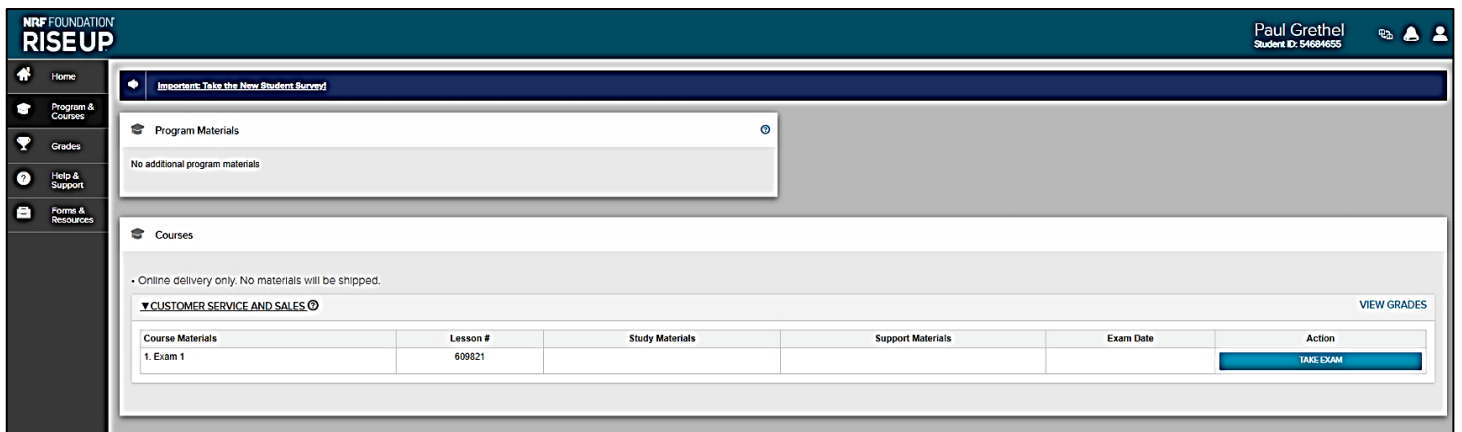 NRF FOUNDATION
RISEUP
Paul Grethel
Student ID: 54684655
Home
Program &
Courses
Grades
Help &
Support
Forms &
Resources
Important: Take the New Student Survey!
Program Materials
No additional program materials
Courses
• Online delivery only. No materials will be shipped.
▼CUSTOMER SERVICE AND SALES
VIEW GRADES
Course Materials Lesson # Study Materials Support Materials Exam Date Action
1. Exam 1 609821 TAKE EXAM